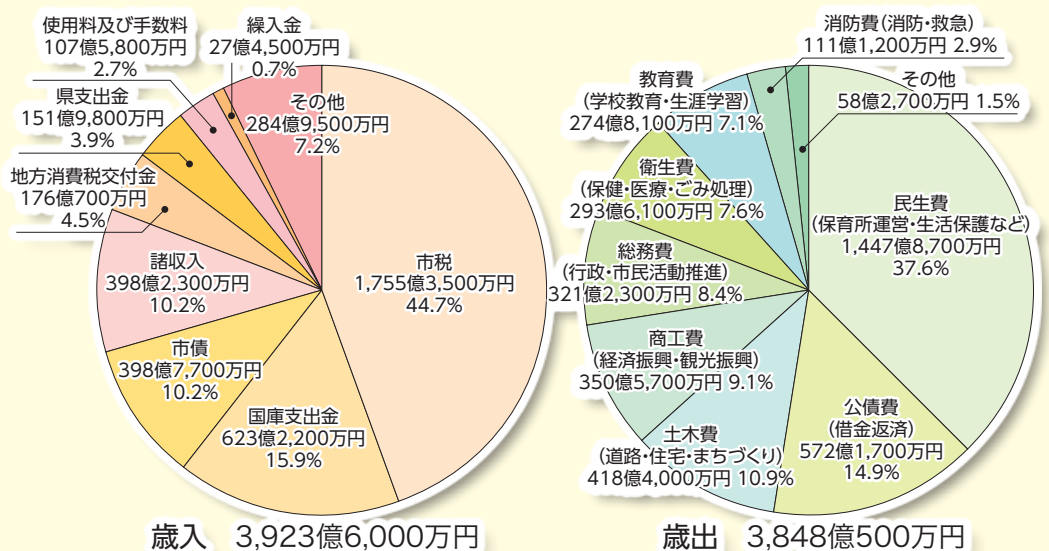 使用料及び手数料
107億5,800万円
2.7%
繰入金
27億4,500万円
0.7%
県支出金
151億9,800万円
3.9%
その他
284億9,500万円
7.2%
地方消費税交付金
176億700万円
4.5%
諸収入
398億2,300万円
10.2%
市税
1,755億3,500万円
44.7%
市債
398億7,700万円
10.2%
国庫支出金
623億2,200万円
15.9%
歳入 3,923億6,000万円
消防費(消防・救急)
111億1,200万円 2.9%
その他
58億2,700万円 1.5%
教育費
(学校教育・生涯学習)
274億8,100万円 7.1%
衛生費
(保健・医療・ごみ処理)
293億6,100万円 7.6%
民生費
(保育所運営・生活保護など)
1,447億8,700万円
37.6%
総務費
(行政・市民活動推進)
321億2,300万円 8.4%
商工費
(経済振興・観光振興)
350億5,700万円 9.1%
公債費
(借金返済)
572億1,700万円
14.9%
土木費
(道路・住宅・まちづくり)
418億4,000万円 10.9%
歳出 3,848億500万円